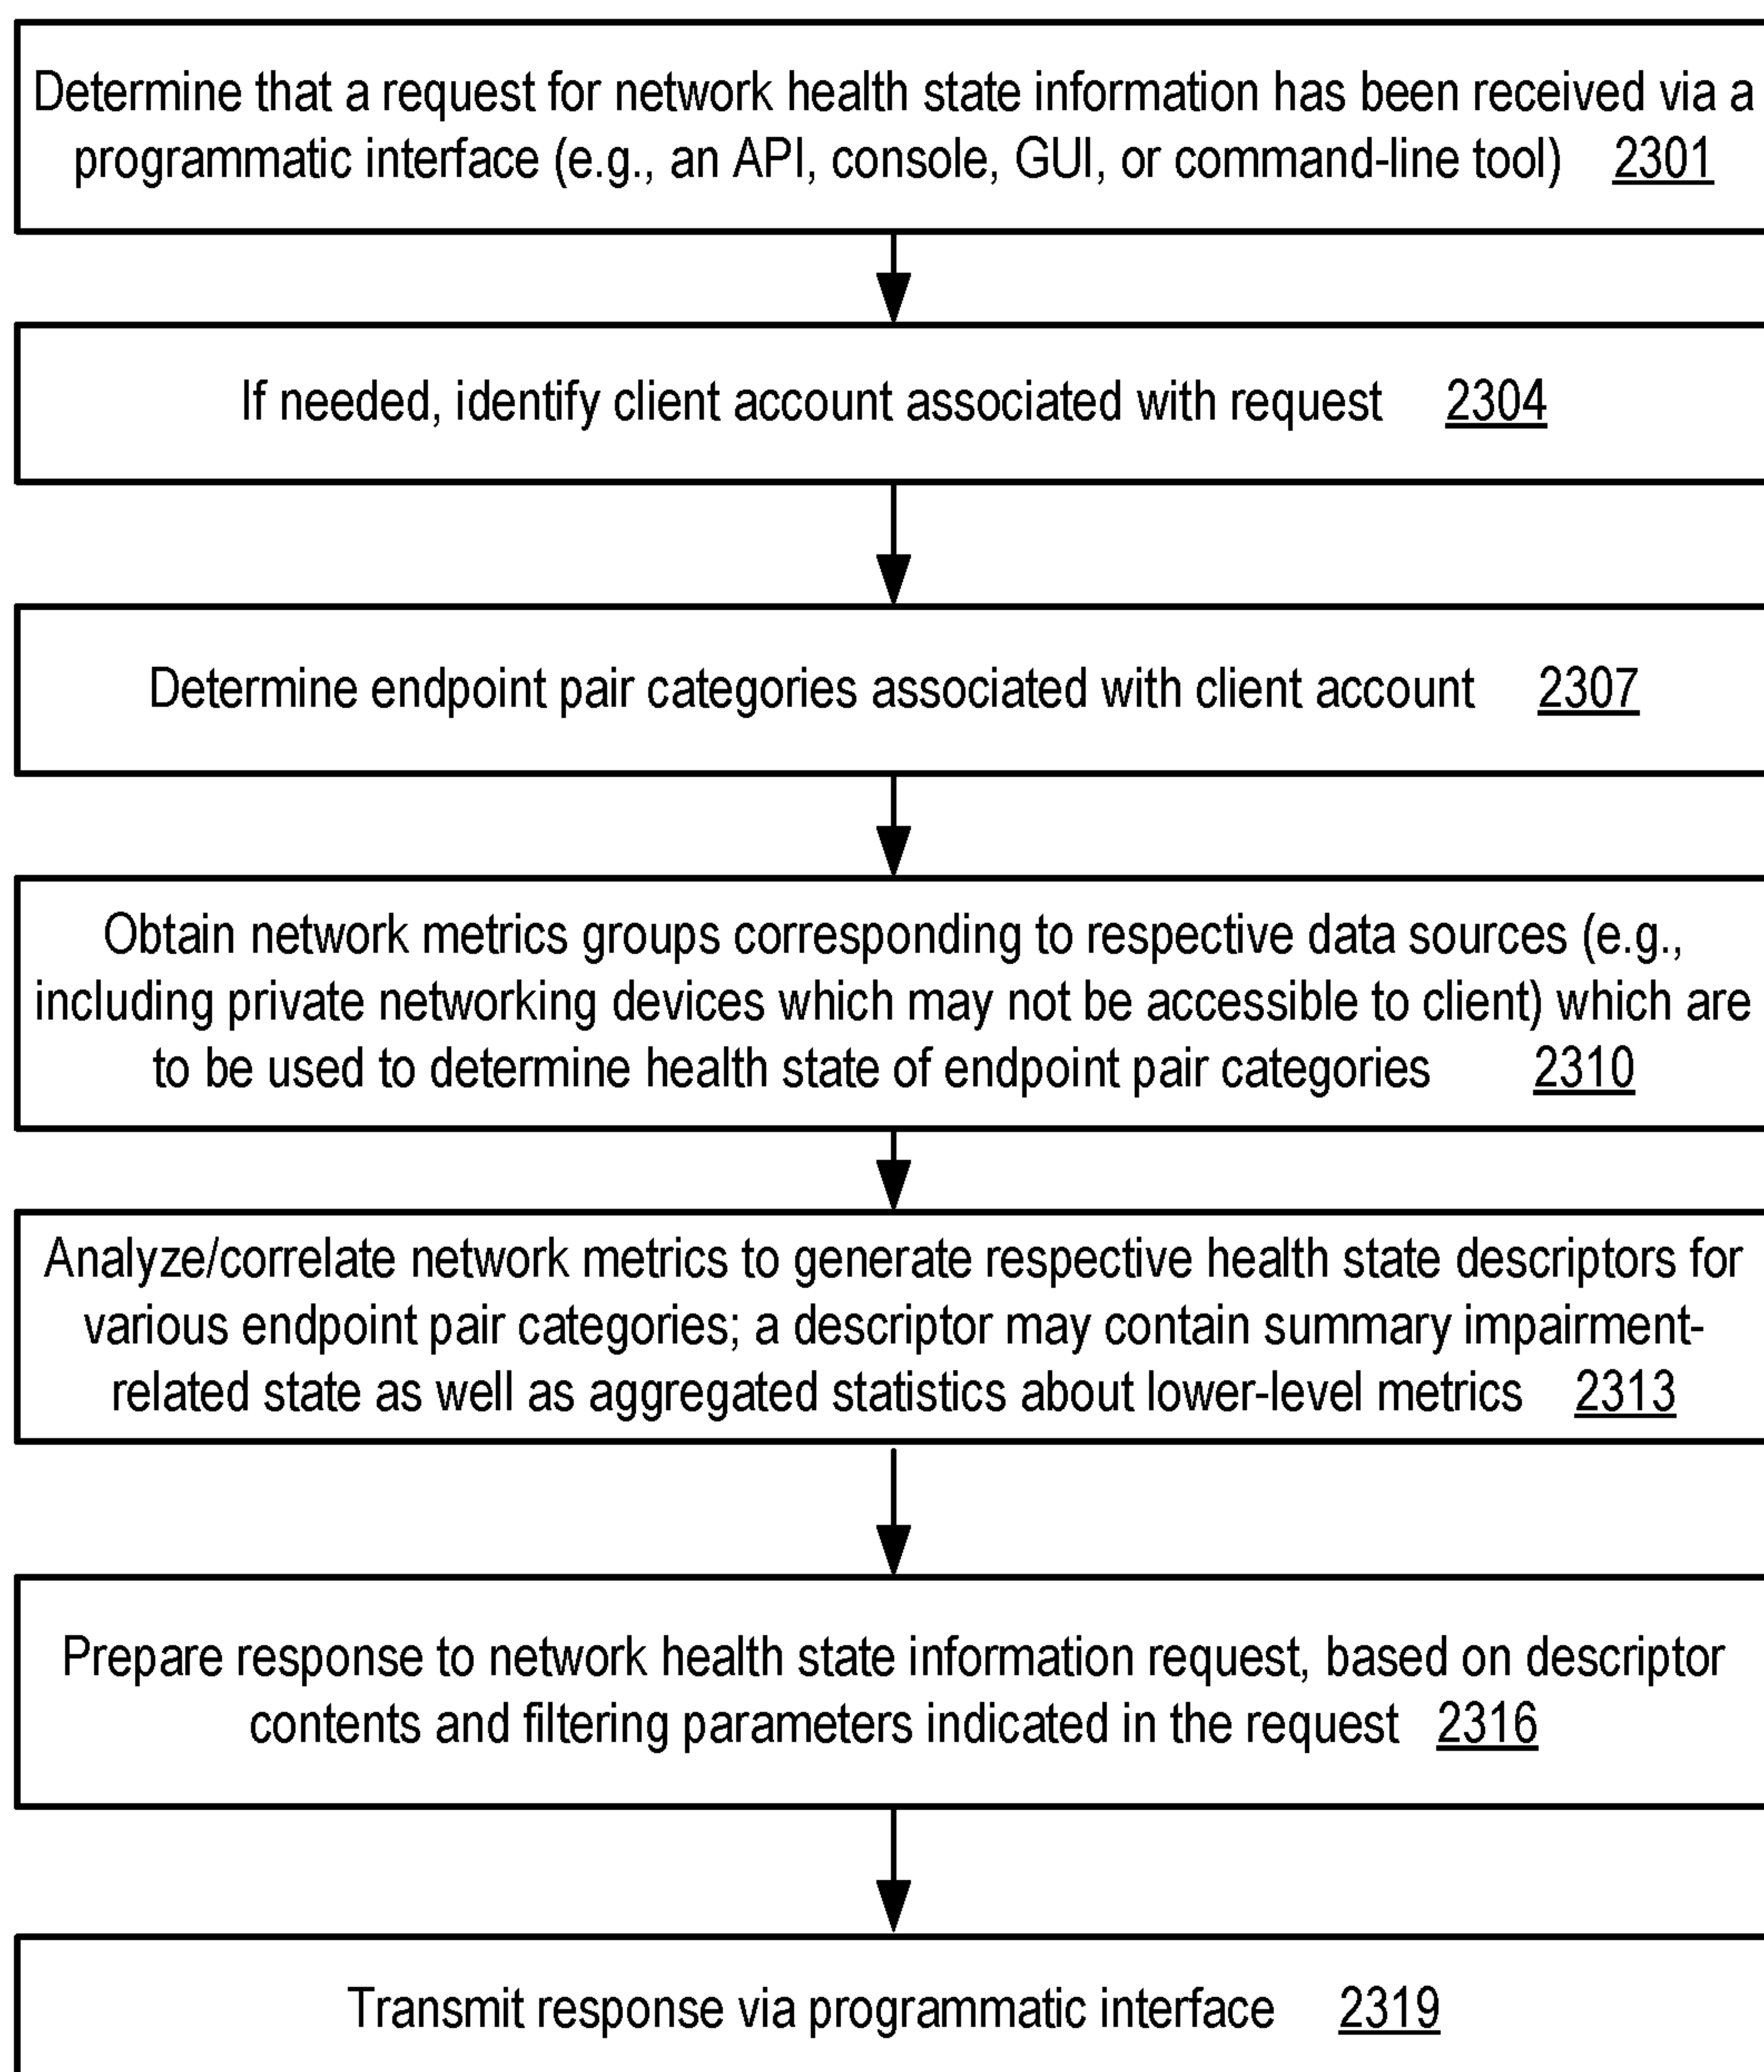 Determine that a request for network health state information has been received via a
programmatic interface (e.g., an API, console, GUI, or command-line tool) 2301
If needed, identify client account associated with request 2304
Determine endpoint pair categories associated with client account 2307
Obtain network metrics groups corresponding to respective data sources (e.g.,
including private networking devices which may not be accessible to client) which are
to be used to determine health state of endpoint pair categories 2310
Analyze/correlate network metrics to generate respective health state descriptors for
various endpoint pair categories; a descriptor may contain summary impairment-
related state as well as aggregated statistics about lower-level metrics 2313
Prepare response to network health state information request, based on descriptor
contents and filtering parameters indicated in the request 2316
Transmit response via programmatic interface 2319